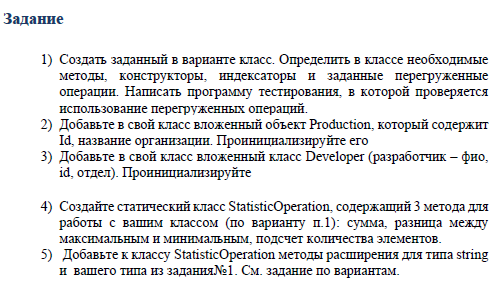 Задание
1) Создать заданный в варианте класс. Определить в классе необходимые
методы, конструкторы, индексаторы и заданные перегруженные
операции. Написать программу тестирования, в которой проверяется
использование перегруженных операций.
2) Добавьте в свой класс вложенный объект Production, который содержит
Id, название организации. Проинициализируйте его
3) Добавьте в свой класс вложенный класс Developer (разработчик – фио,
id, отдел). Проинициализируйте
4) Создайте статический класс StatisticOperation, содержащий 3 метода для
работы с вашим классом (по варианту п.1): сумма, разница между
максимальным и минимальным, подсчет количества элементов.
5) Добавьте к классу StatisticOperation методы расширения для типа string
и вашего типа из задания№1. См. задание по вариантам.